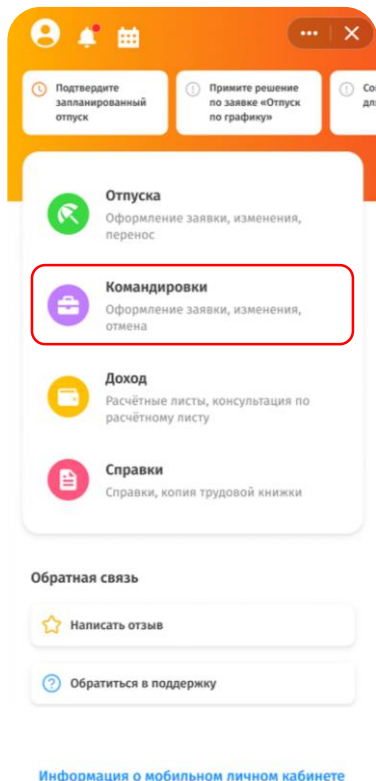 Подтвердите
запланированный
отпуск
Примите решение
по заявке «Отпуск
по графику»
Отпуска
Оформление заявки, изменения,
перенос
Командировки
Оформление заявки, изменения,
отмена
Доход
Расчётные листы, консультация по
расчётному листу
Справки
Справки, копия трудовой книжки
Обратная связь
Написать отзыв
Обратиться в поддержку
Информация о мобильном личном кабинете